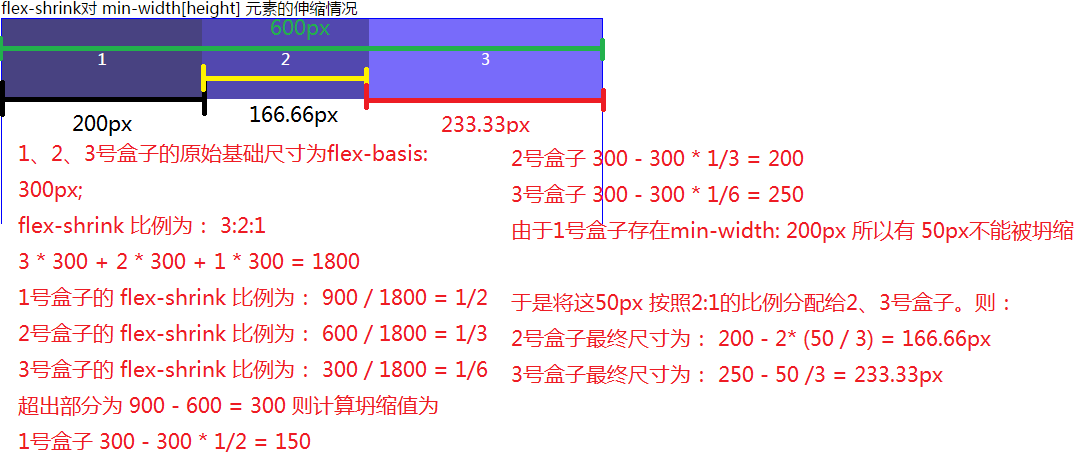 flex-shrink对 min-width[height] 元素的伸缩情况
600px
1
2
3
200px
166.66px
233.33px
1、2、3号盒子的原始基础尺寸为flex-basis:
300px;
flex-shrink 比例为： 3:2:1
3 * 300 + 2 * 300 + 1 * 300 = 1800
1号盒子的 flex-shrink 比例为： 900 / 1800 = 1/2
2号盒子的 flex-shrink 比例为： 600 / 1800 = 1/3
3号盒子的 flex-shrink 比例为： 300 / 1800 = 1/6
超出部分为 900 - 600 = 300 则计算坍缩值为
1号盒子 300 - 300 * 1/2 = 150
2号盒子 300 - 300 * 1/3 = 200
3号盒子 300 - 300 * 1/6 = 250
由于1号盒子存在min-width: 200px 所以有 50px不能被坍缩
于是将这50px 按照2:1的比例分配给2、3号盒子。则：
2号盒子最终尺寸为： 200 - 2* (50 / 3) = 166.66px
3号盒子最终尺寸为： 250 - 50 /3 = 233.33px